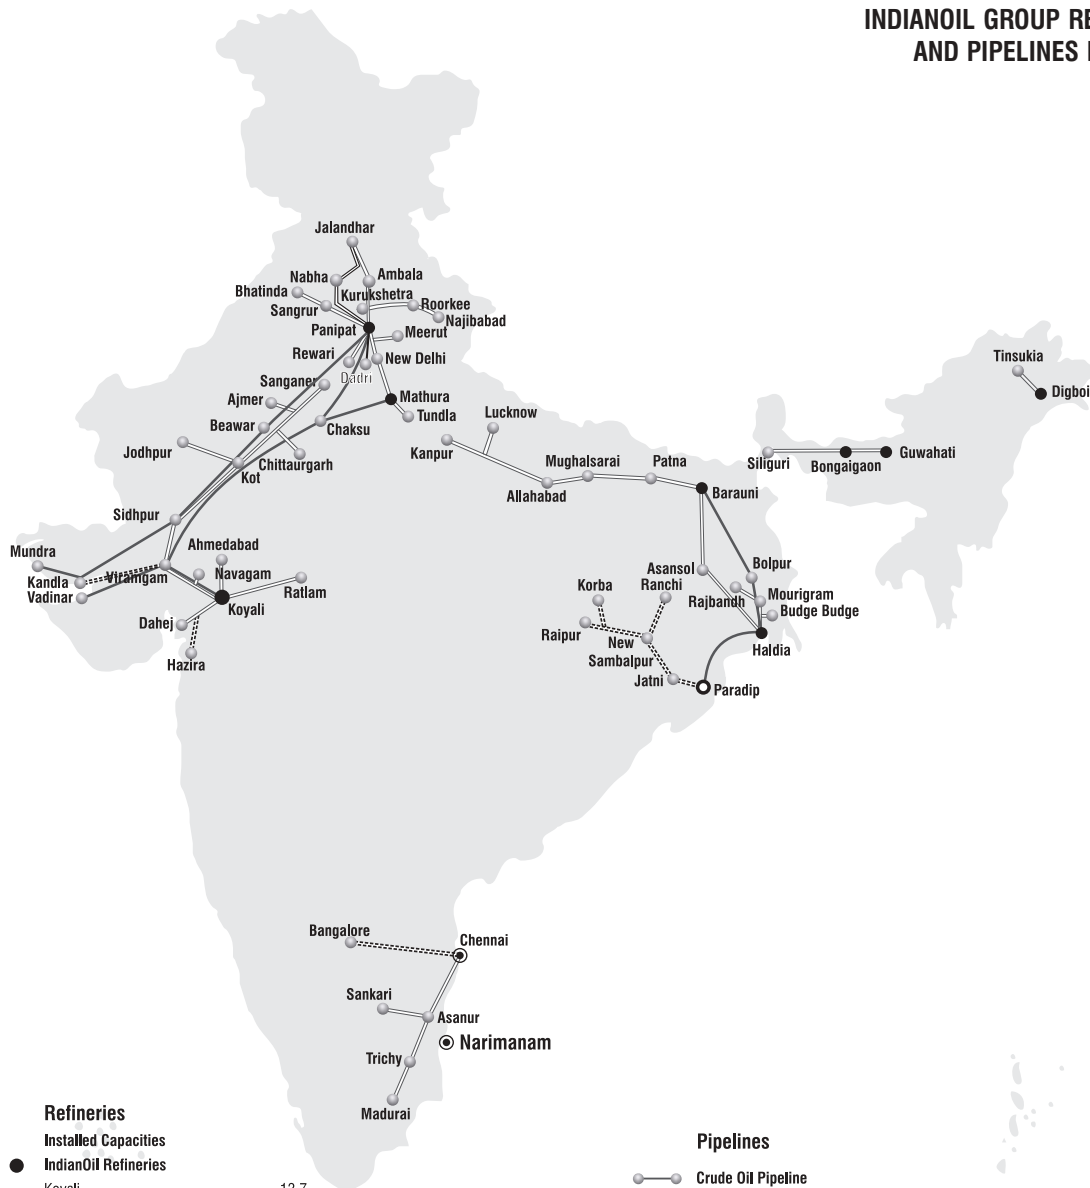 INDIANOIL GROUP RE
AND PIPELINES
Jalandhar
Nabha
Ambala
Bhatinda
Kurukshetra
Roorkee
Sangrur
Najibabad
Panipat
Meerut
Rewari
New Delhi
Dadri
Sanganer
Ajmer
Mathura
Tundla
Beawar
Chaksu
Jodhpur
Chittaurgarh
Kot
Lucknow
Kanpur
Mughalsarai
Patna
Allahabad
Barauni
Tinsukia
Digboi
Siliguri
Bongaigaon
Guwahati
Sidhpur
Mundra
Ahmedabad
Kandla
Viramgam
Navagam
Vadinar
Koyali
Ratlam
Dahej
Hazira
Asansol
Bolpur
Korba
Ranchi
Rajbandh
Mourigram
Budge Budge
Raipur
New
Sambalpur
Haldia
Jatni
Paradip
Bangalore
Chennai
Sankari
Asanur
Narimanam
Trichy
Madurai
Refineries
Installed Capacities
IndianOil Refineries
Koyali 13.7
Pipelines
Crude Oil Pipeline